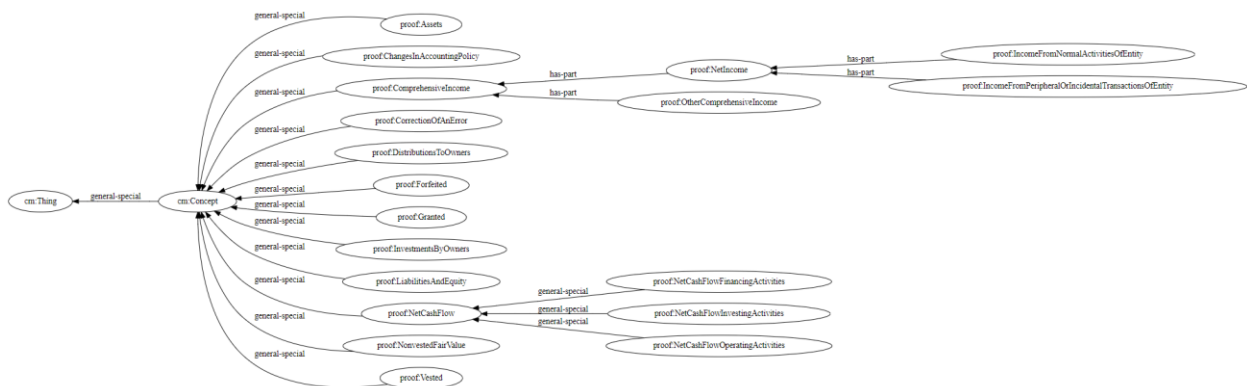 general-special
proof:Assets
general-special
proof:ChangesInAccountingPolicy
proof:IncomeFromNormalActivitiesOfEntity
has-part
proof:NetIncome
general-special
has-part
has-part
proof:ComprehensiveIncome
proof:IncomeFromPeripheralOrIncidentalTransactionsOfEntity
has-part
proof:OtherComprehensiveIncome
general-special
proof:CorrectionOfAnError
general-special
proof:DistributionsToOwners
general-special
proof:Forfeited
general-special
cm:Thing
general-special
cm:Concept
general-special
proof:Granted
general-special
proof:InvestmentsByOwners
general-special
proof:LiabilitiesAndEquity
proof:NetCashFlowFinancingActivities
general-special
general-special
proof:NetCashFlow
general-special
proof:NetCashFlowInvestingActivities
general-special
general-special
proof:NonvestedFairValue
proof:NetCashFlowOperatingActivities
general-special
proof:Vested